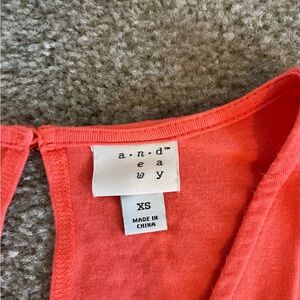 a • n • d™
e a
w y
XS
MADE IN
CHINA